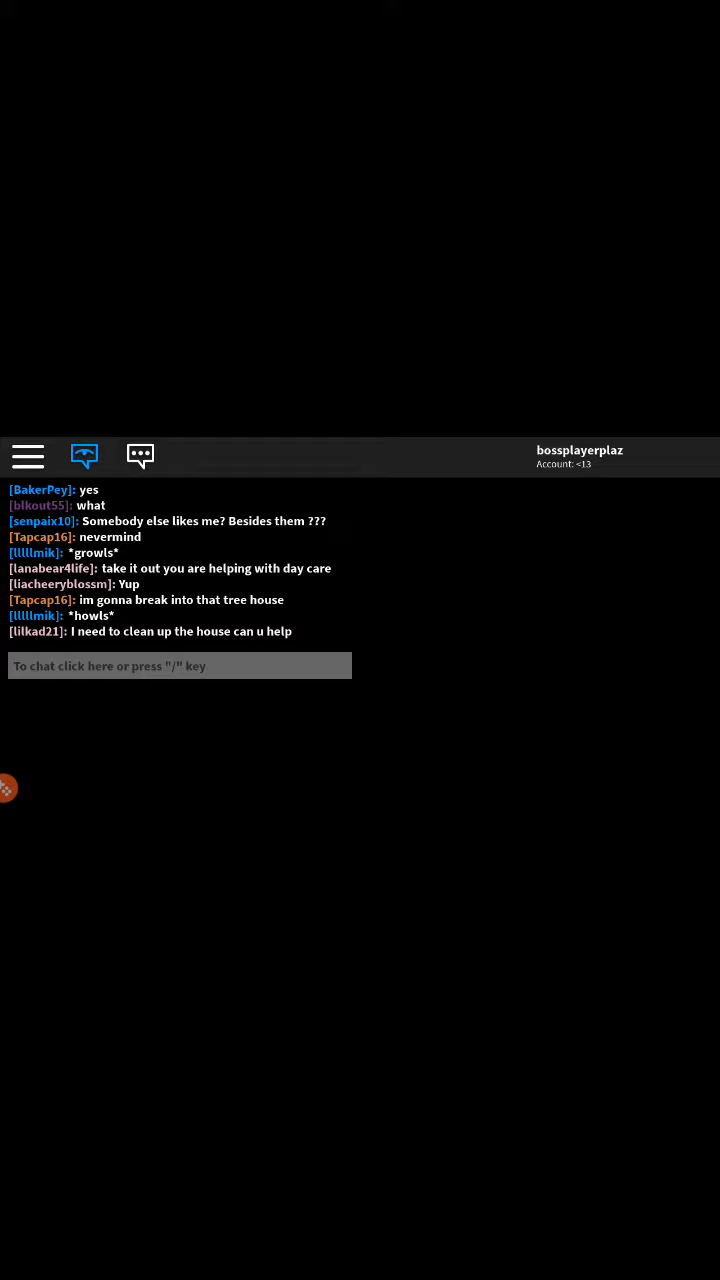 bossplayerplaz
Account: <13
[BakerPey]: yes
[blkout55]: what
[senpaix10]: Somebody else likes me? Besides them ???
[Tapcap16]: nevermind
[lllllmik]: *growls*
[lanabear4life]: take it out you are helping with day care
[liacheeryblossm]: Yup
[Tapcap16]: im gonna break into that tree house
[lllllmik]: *howls*
[lilkad21]: I need to clean up the house can u help
To chat click here or press "/" key